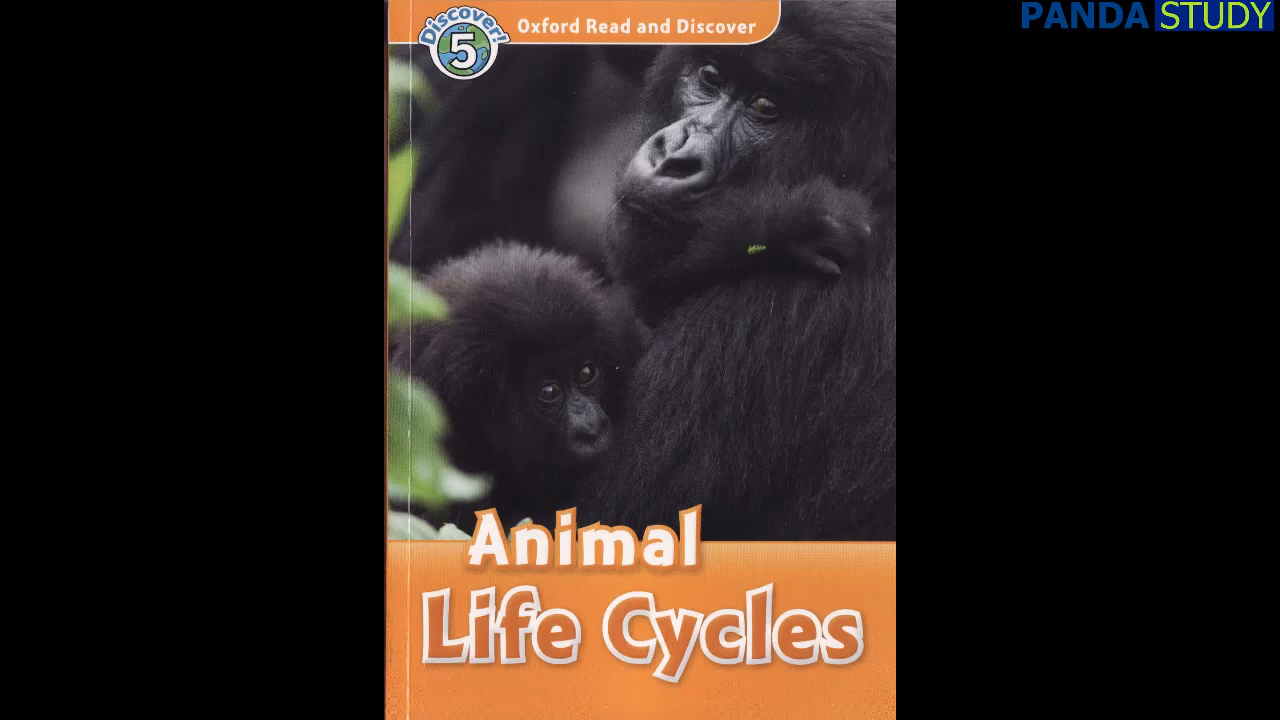 PANDA STUDY
Discover!
5
Oxford Read and Discover
Animal
Life Cycles